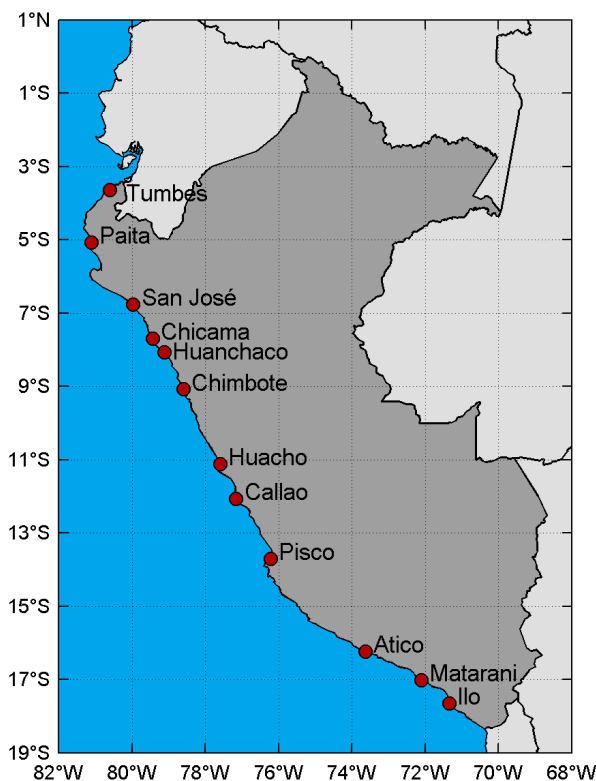 1°N
1°S
3°S
5°S
7°S
9°S
11°S
13°S
15°S
17°S
19°S
Tumbes
Paita
San José
Chicama
Huanchaco
Chimbote
Huacho
Callao
Pisco
Atico
Matarani
Ilo
82°W 80°W 78°W 76°W 74°W 72°W 70°W 68°W